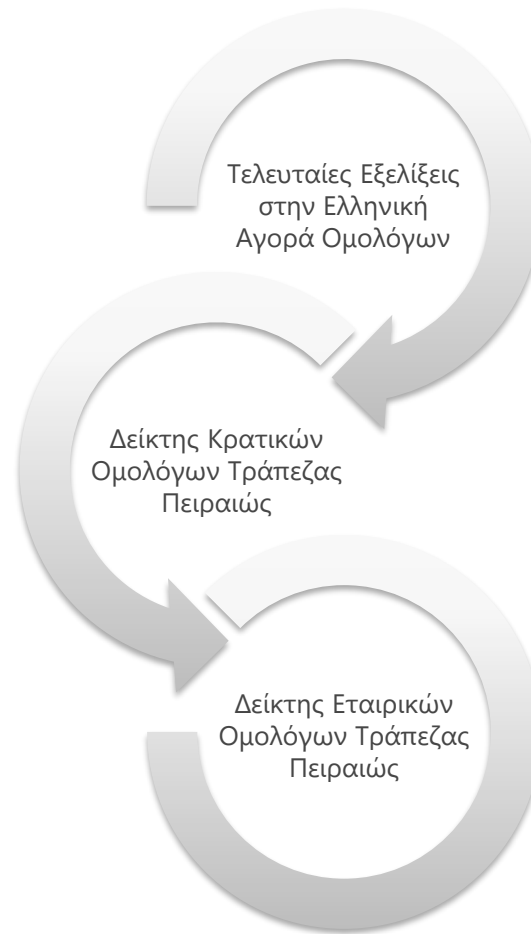 Τελευταίες Εξελίξεις
στην Ελληνική
Αγορά Ομολόγων
Δείκτης Κρατικών
Ομολόγων Τράπεζας
Πειραιώς
Δείκτης Εταιρικών
Ομολόγων Τράπεζας
Πειραιώς